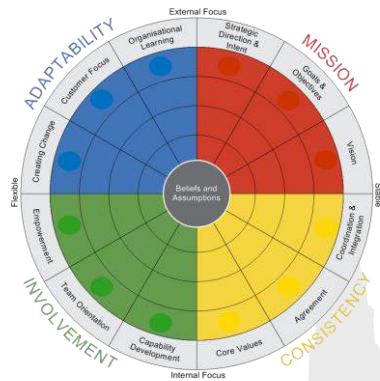 External Focus
ADAPTABILITY
MISSION
Organisational
Learning
Strategic
Direction &
Intent
Customer Focus
Goals &
Objectives
Creating Change
Vision
Flexible
Beliefs and
Assumptions
Stable
Empowerment
Coordination &
Integration
Team Orientation
Agreement
Capability
Development
Core Values
INVOLVEMENT
CONSISTENCY
Internal Focus